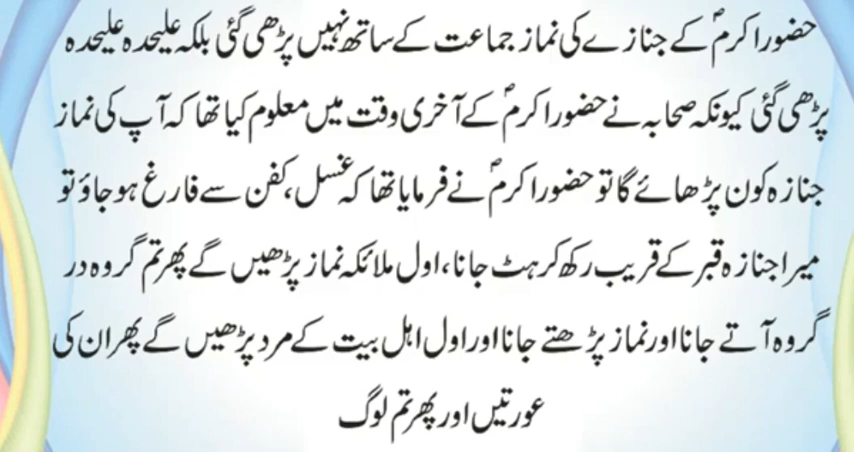 حضور اکرمؐ کے جنازے کی نماز جماعت کے ساتھ نہیں پڑھی گئی بلکہ علیحدہ علیحدہ
پڑھی گئی کیونکہ صحابہ نے حضور اکرمؐ کے آخری وقت میں معلوم کیا تھا کہ آپ کی نماز
جنازہ کون پڑھائے گا تو حضور اکرمؐ نے فرمایا تھا کہ غسل، کفن سے فارغ ہو جاؤ تو
میرا جنازہ قبر کے قریب رکھ کر ہٹ جانا، اول ملائکہ نماز پڑھیں گے پھر تم گروہ در
گروہ آتے جانا اور نماز پڑھتے جانا اور اول اہل بیت کے مرد پڑھیں گے پھر ان کی
عورتیں اور پھر تم لوگ